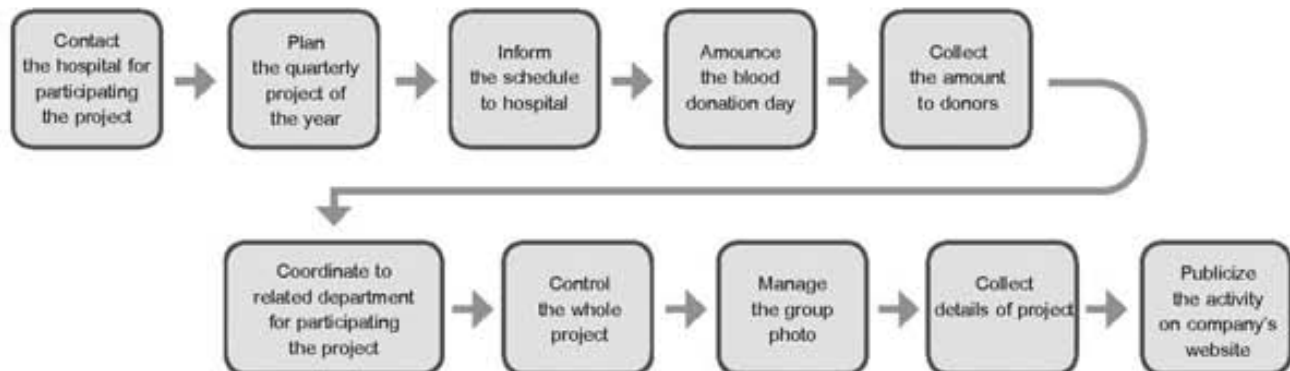 Contact
the hospital for
participating
the project
Plan
the quarterly
project of
the year
Inform
the schedule
to hospital
Amounce
the blood
donation day
Collect
the amount
to donors
Coordinate to
related department
for participating
the project
Control
the whole
project
Manage
the group
photo
Collect
details of project
Publicize
the activity
on company's
website